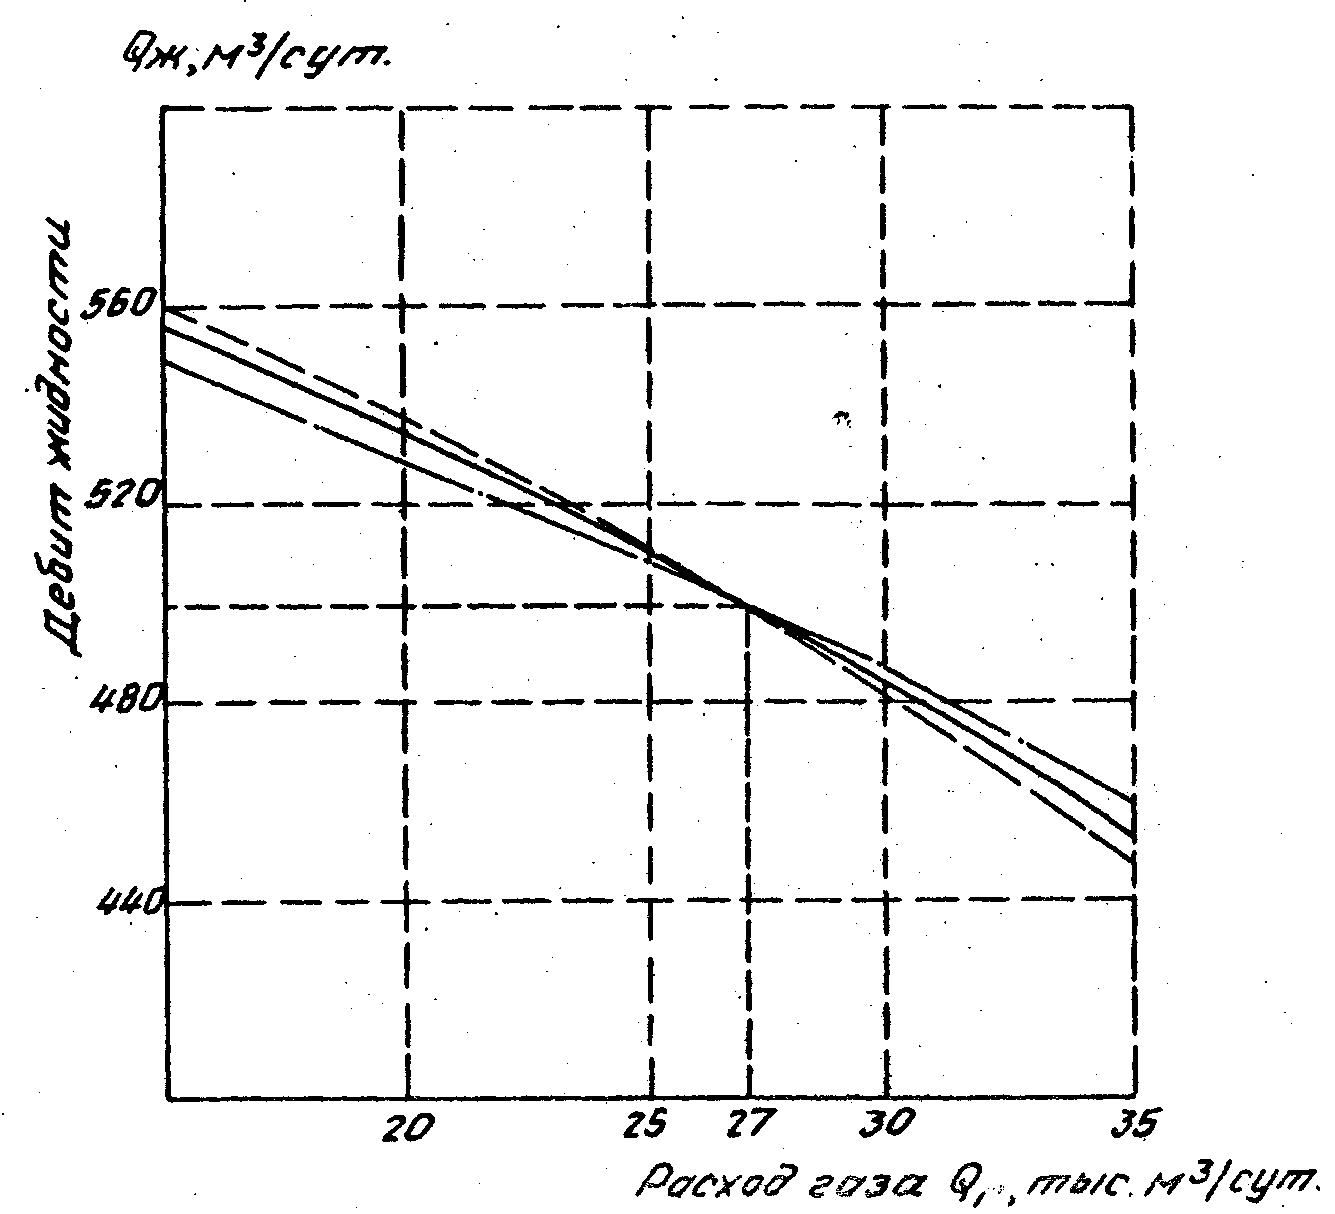 Qж, м³/сут.
Дебит жидкости
560
520
480
440
20 25 27 30 35
Расход газа Q, тыс. м³/сут.